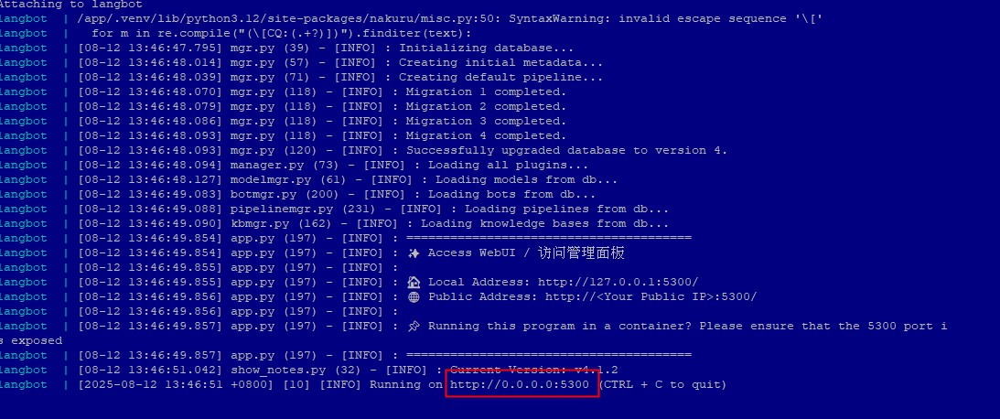 Attaching to langbot
langbot | /app/.venv/lib/python3.12/site-packages/nakuru/misc.py:50: SyntaxWarning: invalid escape sequence '\['
langbot |   for m in re.compile("(\[CQ:(.+?)])").finditer(text):
langbot | [08-12 13:46:47.795] mgr.py (39) - [INFO] : Initializing database...
langbot | [08-12 13:46:48.014] mgr.py (57) - [INFO] : Creating initial metadata...
langbot | [08-12 13:46:48.039] mgr.py (71) - [INFO] : Creating default pipeline...
langbot | [08-12 13:46:48.070] mgr.py (118) - [INFO] : Migration 1 completed.
langbot | [08-12 13:46:48.079] mgr.py (118) - [INFO] : Migration 2 completed.
langbot | [08-12 13:46:48.086] mgr.py (118) - [INFO] : Migration 3 completed.
langbot | [08-12 13:46:48.093] mgr.py (118) - [INFO] : Migration 4 completed.
langbot | [08-12 13:46:48.093] mgr.py (120) - [INFO] : Successfully upgraded database to version 4.
langbot | [08-12 13:46:48.094] manager.py (73) - [INFO] : Loading all plugins...
langbot | [08-12 13:46:48.127] modelmgr.py (61) - [INFO] : Loading models from db...
langbot | [08-12 13:46:49.083] botmgr.py (200) - [INFO] : Loading bots from db...
langbot | [08-12 13:46:49.088] pipelinemgr.py (231) - [INFO] : Loading pipelines from db...
langbot | [08-12 13:46:49.090] kbmgr.py (162) - [INFO] : Loading knowledge bases from db...
langbot | [08-12 13:46:49.854] app.py (197) - [INFO] : =======================================
langbot | [08-12 13:46:49.854] app.py (197) - [INFO] : ✨ Access WebUI / 访问管理面板
langbot | [08-12 13:46:49.855] app.py (197) - [INFO] :
langbot | [08-12 13:46:49.855] app.py (197) - [INFO] : 🏠 Local Address: http://127.0.0.1:5300/
langbot | [08-12 13:46:49.856] app.py (197) - [INFO] : 🌐 Public Address: http://<Your Public IP>:5300/
langbot | [08-12 13:46:49.856] app.py (197) - [INFO] :
langbot | [08-12 13:46:49.857] app.py (197) - [INFO] : 📌 Running this program in a container? Please ensure that the 5300 port i
s exposed
langbot | [08-12 13:46:49.857] app.py (197) - [INFO] : =======================================
langbot | [08-12 13:46:51.042] show_notes.py (32) - [INFO] : Current Version: v4.1.2
langbot | [2025-08-12 13:46:51 +0800] [10] [INFO] Running on http://0.0.0.0:5300 (CTRL + C to quit)